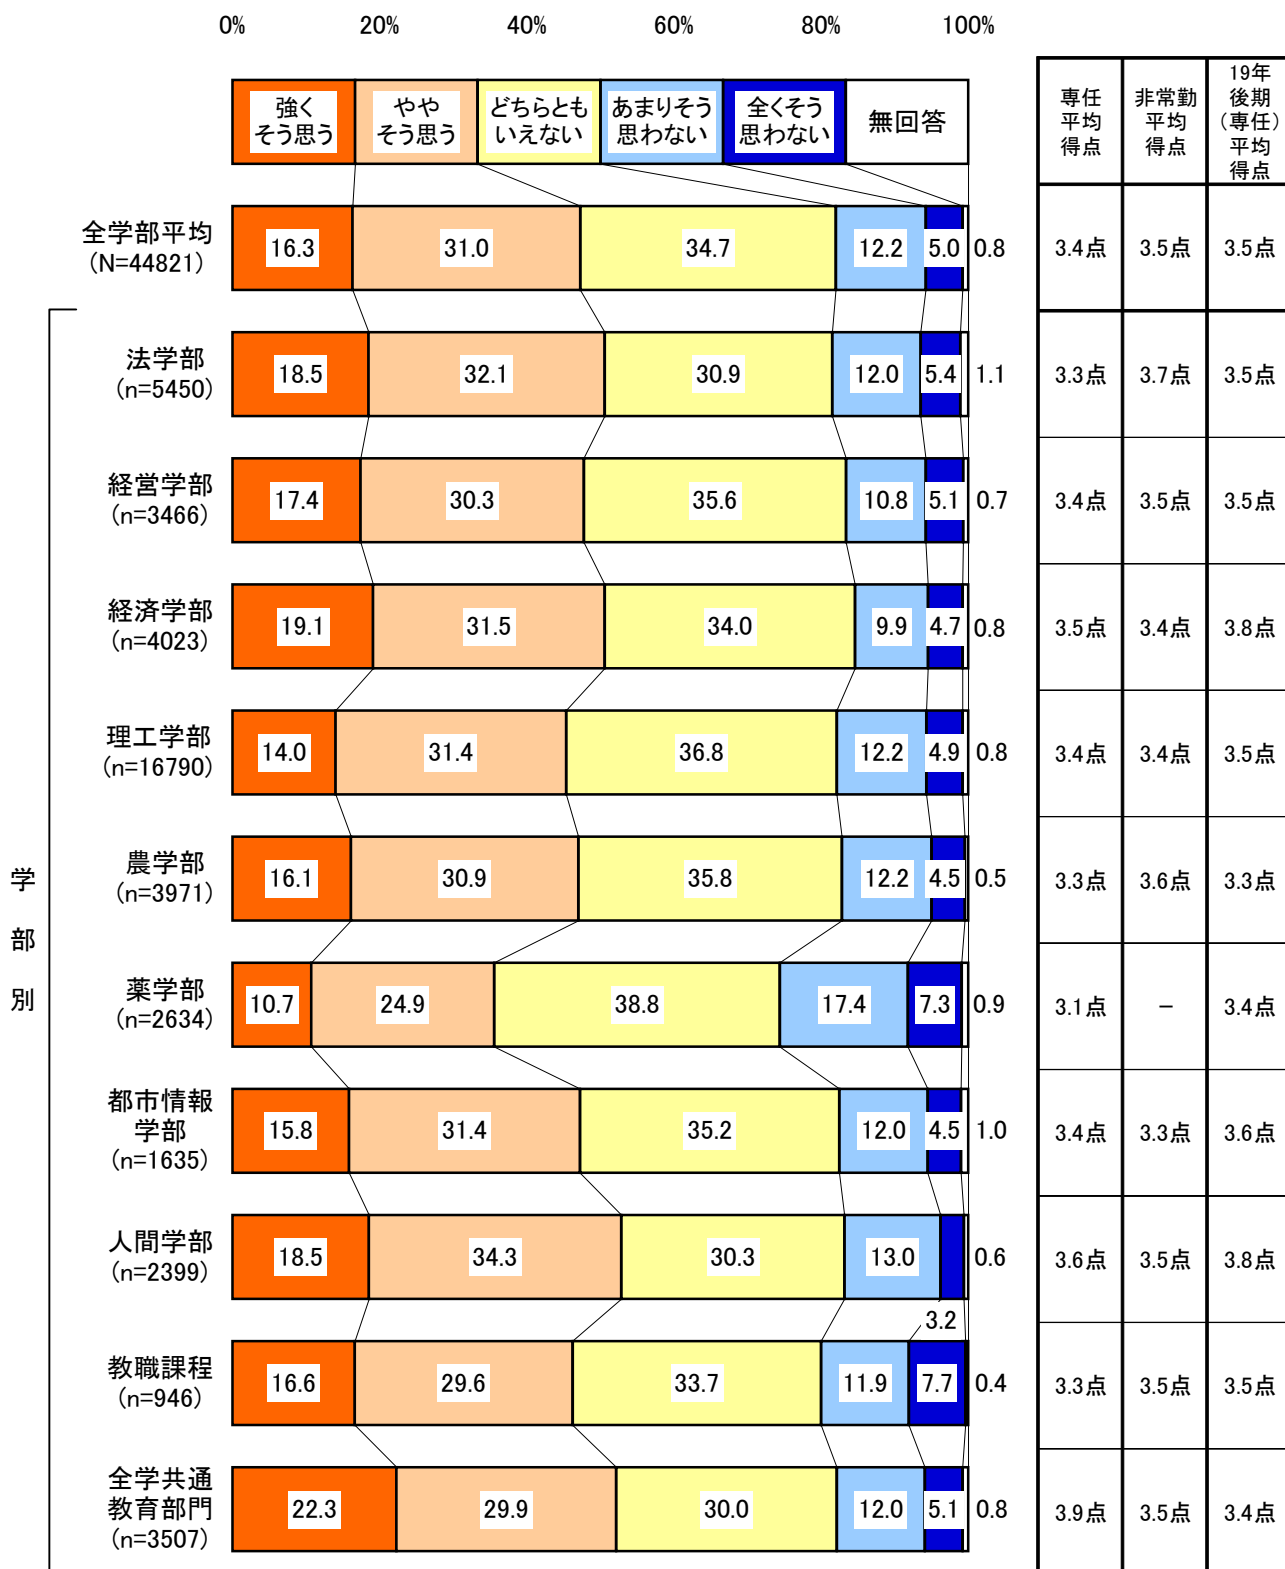 0% 20% 40% 60% 80% 100%
強く
そう思う
やや
そう思う
どちらとも
いえない
あまりそう
思わない
全くそう
思わない
無回答
専任
平均
得点
非常勤
平均
得点
19年
後期
（専任）
平均
得点
全学部平均
（N=44821）
16.3 31.0 34.7 12.2 5.0 0.8 3.4点 3.5点 3.5点
学部別
法学部
（n=5450）
18.5 32.1 30.9 12.0 5.4 1.1 3.3点 3.7点 3.5点
経営学部
（n=3466）
17.4 30.3 35.6 10.8 5.1 0.7 3.4点 3.5点 3.5点
経済学部
（n=4023）
19.1 31.5 34.0 9.9 4.7 0.8 3.5点 3.4点 3.8点
理工学部
（n=16790）
14.0 31.4 36.8 12.2 4.9 0.8 3.4点 3.4点 3.5点
農学部
（n=3971）
16.1 30.9 35.8 12.2 4.5 0.5 3.3点 3.6点 3.3点
薬学部
（n=2634）
10.7 24.9 38.8 17.4 7.3 0.9 3.1点 － 3.4点
都市情報
学部
（n=1635）
15.8 31.4 35.2 12.0 4.5 1.0 3.4点 3.3点 3.6点
人間学部
（n=2399）
18.5 34.3 30.3 13.0 3.2 0.6 3.6点 3.5点 3.8点
教職課程
（n=946）
16.6 29.6 33.7 11.9 7.7 0.4 3.3点 3.5点 3.5点
全学共通
教育部門
（n=3507）
22.3 29.9 30.0 12.0 5.1 0.8 3.9点 3.5点 3.4点